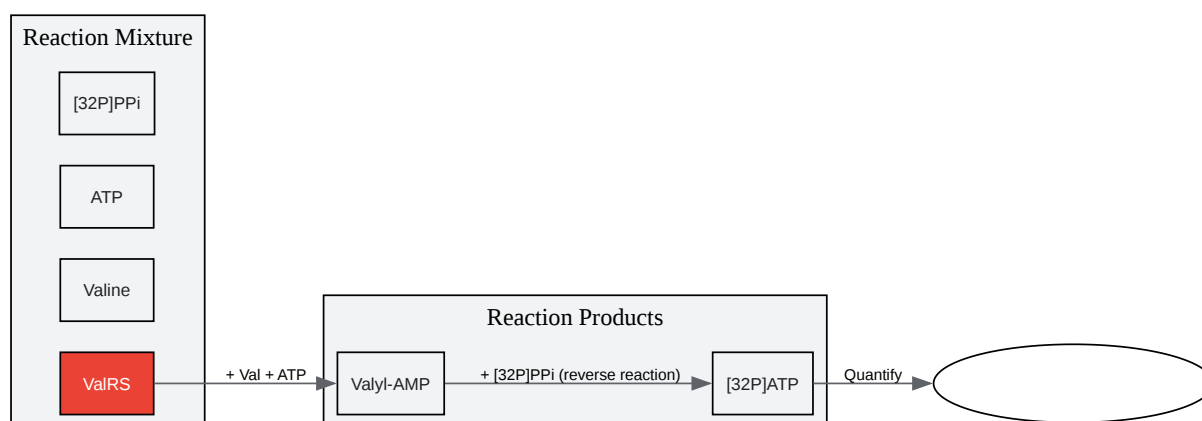 Reaction Mixture
[32P]PPi
ATP
Valine
ValRS
+ Val + ATP
Reaction Products
Valyl-AMP
+ [32P]PPi (reverse reaction)
[32P]ATP
Quantify